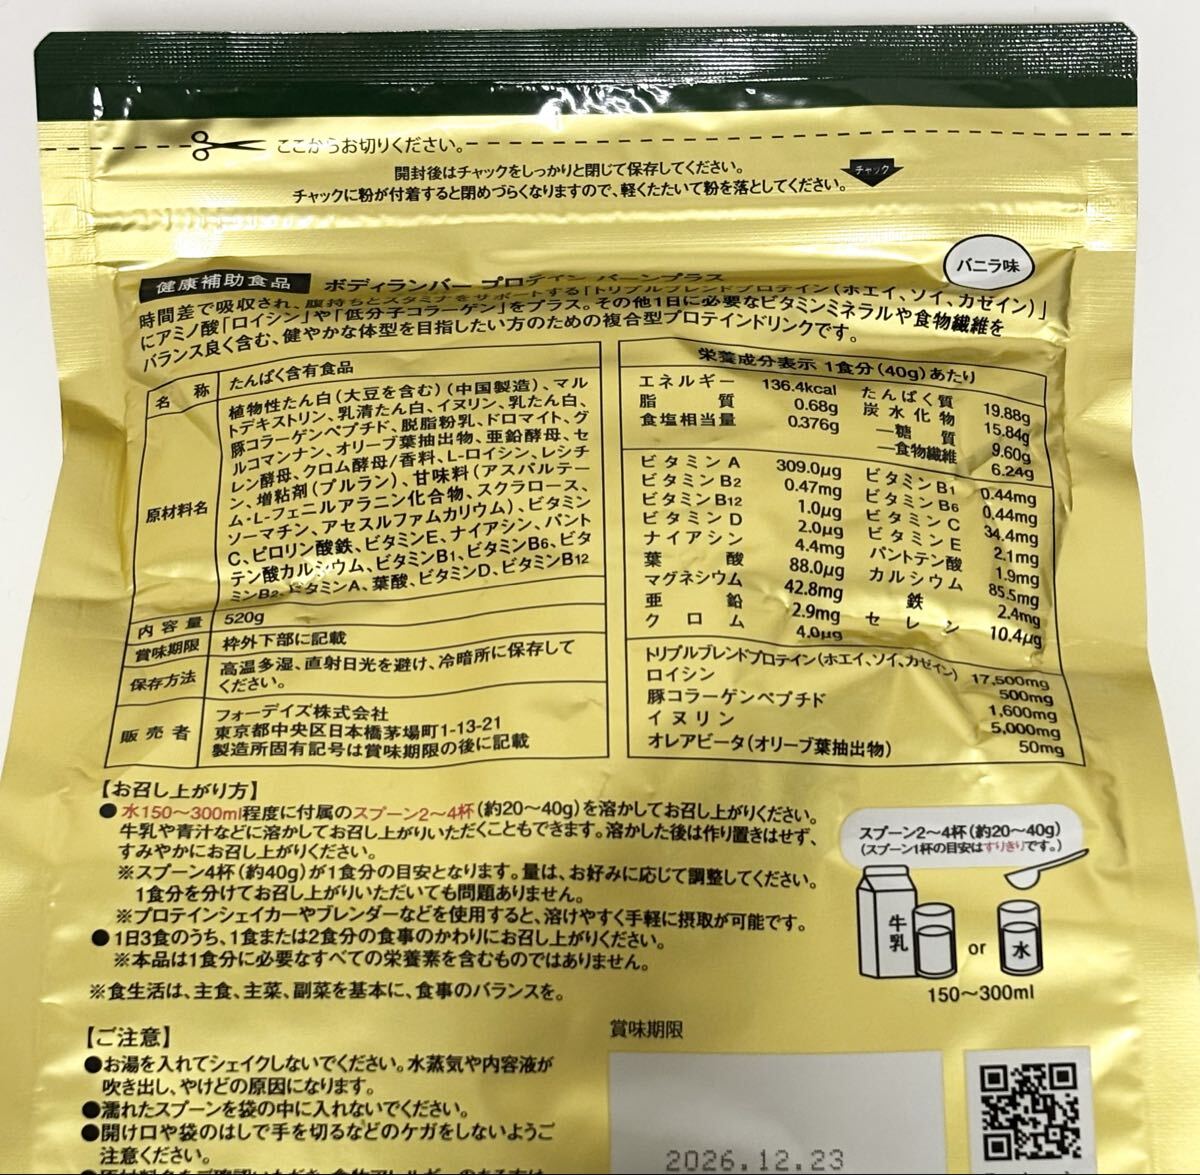 ここからお切りください。
開封後はチャックをしっかりと閉じて保存してください。
チャックに粉が付着すると閉めづらくなりますので、軽くたたいて粉を落としてください。
チャック
バニラ味
健康補助食品 ボディランバー プロテイン バーンプラス
時間差で吸収され、腹持ちとスタミナをサポートする「トリプルブレンドプロテイン(ホエイ、ソイ、カゼイン)」
にアミノ酸「ロイシン」や「低分子コラーゲン」をプラス。その他1日に必要なビタミンミネラルや食物繊維を
バランス良く含む、健やかな体型を目指したい方のための複合型プロテインドリンクです。
名称 たんぱく含有食品
原材料名
植物性たん白(大豆を含む)(中国製造)、マル
トデキストリン、乳清たん白、イヌリン、乳たん白、
豚コラーゲンペプチド、脱脂粉乳、ドロマイト、グ
ルコマンナン、オリーブ葉抽出物、亜鉛酵母、セ
レン酵母、クロム酵母/香料、L-ロイシン、レシチ
ン、増粘剤(プルラン)、甘味料(アスパルテー
ム・L-フェニルアラニン化合物、スクラロース、
ソーマチン、アセスルファムカリウム)、ビタミン
C、ピロリン酸鉄、ビタミンE、ナイアシン、パント
テン酸カルシウム、ビタミンB1、ビタミンB6、ビタ
ミンB2、ビタミンA、葉酸、ビタミンD、ビタミンB12
内容量 520g
賞味期限 枠外下部に記載
保存方法 高温多湿、直射日光を避け、冷暗所に保存して
ください。
販売者
フォーデイズ株式会社
東京都中央区日本橋茅場町1-13-21
製造所固有記号は賞味期限の後に記載
栄養成分表示 1食分(40g)あたり
エネルギー 136.4kcal たんぱく質 19.88g
脂質 0.68g 炭水化物 15.84g
食塩相当量 0.376g ―糖質 9.60g
―食物繊維 6.24g
ビタミンA 309.0μg ビタミンB1 0.44mg
ビタミンB2 0.47mg ビタミンB6 0.44mg
ビタミンB12 1.0μg ビタミンC 34.4mg
ビタミンD 2.0μg ビタミンE 2.1mg
ナイアシン 4.4mg パントテン酸 1.9mg
葉酸 88.0μg カルシウム 85.5mg
マグネシウム 42.8mg 鉄 2.4mg
亜鉛 2.9mg セレン 10.4μg
クロム 4.0μg
トリプルブレンドプロテイン(ホエイ、ソイ、カゼイン) 17,500mg
ロイシン 500mg
豚コラーゲンペプチド 1,600mg
イヌリン 5,000mg
オレアビータ(オリーブ葉抽出物) 50mg
【お召し上がり方】
●水150〜300ml程度に付属のスプーン2〜4杯(約20〜40g)を溶かしてお召し上がりください。
牛乳や青汁などに溶かしてお召し上がりいただくこともできます。溶かした後は作り置きはせず、
すみやかにお召し上がりください。
※スプーン4杯(約40g)が1食分の目安となります。量は、お好みに応じて調整してください。
1食分を分けてお召し上がりいただいても問題ありません。
※プロテインシェイカーやブレンダーなどを使用すると、溶けやすく手軽に摂取が可能です。
●1日3食のうち、1食または2食分の食事のかわりにお召し上がりください。
※本品は1食分に必要なすべての栄養素を含むものではありません。
※食生活は、主食、主菜、副菜を基本に、食事のバランスを。
スプーン2〜4杯(約20〜40g)
(スプーン1杯の目安はすりきりです。)
牛乳
or
水
150〜300ml
【ご注意】
●お湯を入れてシェイクしないでください。水蒸気や内容液が
吹き出し、やけどの原因になります。
●濡れたスプーンを袋の中に入れないでください。
●開け口や袋のはしで手を切るなどのケガをしないようご
注意ください。
賞味期限
2026.12.23